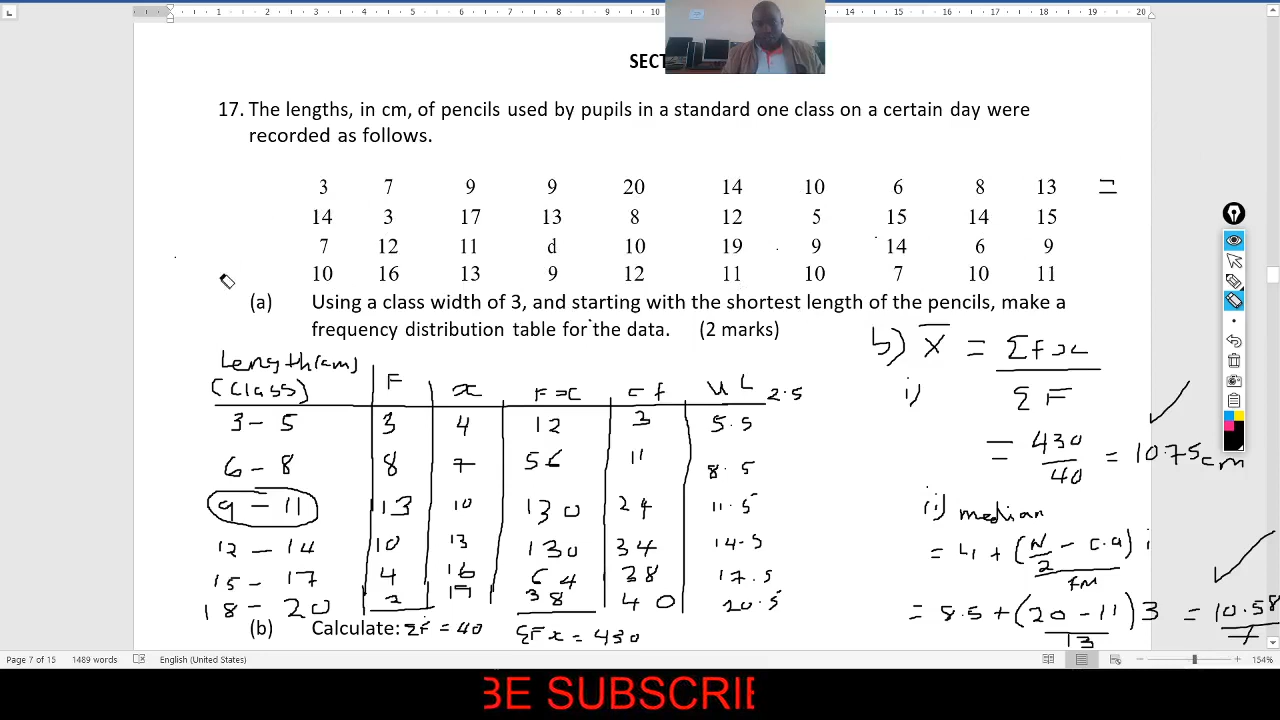 SECT
17. The lengths, in cm, of pencils used by pupils in a standard one class on a certain day were
recorded as follows.
3 7 9 9 20 14 10 6 8 13 =
14 3 17 13 8 12 5 15 14 15
7 12 11 d 10 19 9 14 6 9
10 16 13 9 12 11 10 7 10 11
(a) Using a class width of 3, and starting with the shortest length of the pencils, make a
frequency distribution table for the data. (2 marks)
Length(cm)
(Class) F x Fx cf UL 2.5
3 - 5 3 4 12 3 5.5
6 - 8 8 7 56 11 8.5
9 - 11 13 10 130 24 11.5
12 - 14 10 13 130 34 14.5
15 - 17 4 16 64 38 17.5
18 - 20 2 19 38 40 20.5
(b) Calculate: Σf = 40 ΣFx = 430
b) X̄ = Σfx / ΣF
i)
= 430/40 = 10.75cm
ii) median
= L1 + (N/2 - C.a) i / fm
= 8.5 + (20 - 11) 3 / 13 = 10.58
Page 7 of 15 1489 words English (United States) 154%
BE SUBSCRIB